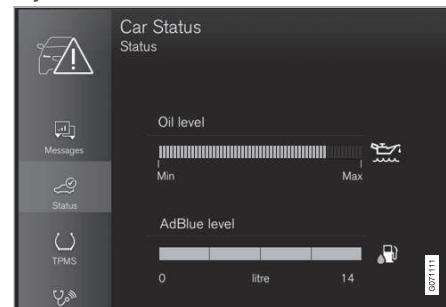 Car Status
Status
Messages
Status
TPMS
Oil level
Min Max
AdBlue level
0 litre 14
G071111